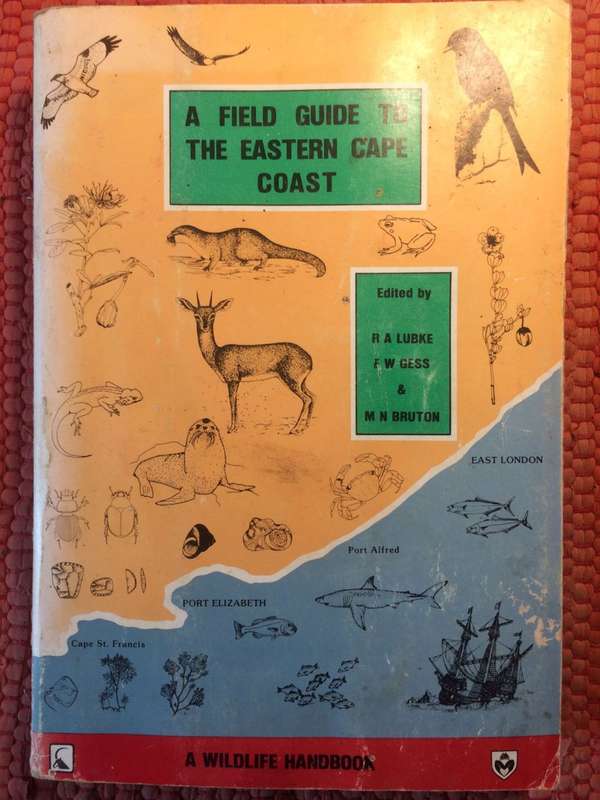 A FIELD GUIDE TO
THE EASTERN CAPE
COAST
Edited by
R A LUBKE
F W GESS
&
M N BRUTON
EAST LONDON
Port Alfred
PORT ELIZABETH
Cape St. Francis
A WILDLIFE HANDBOOK